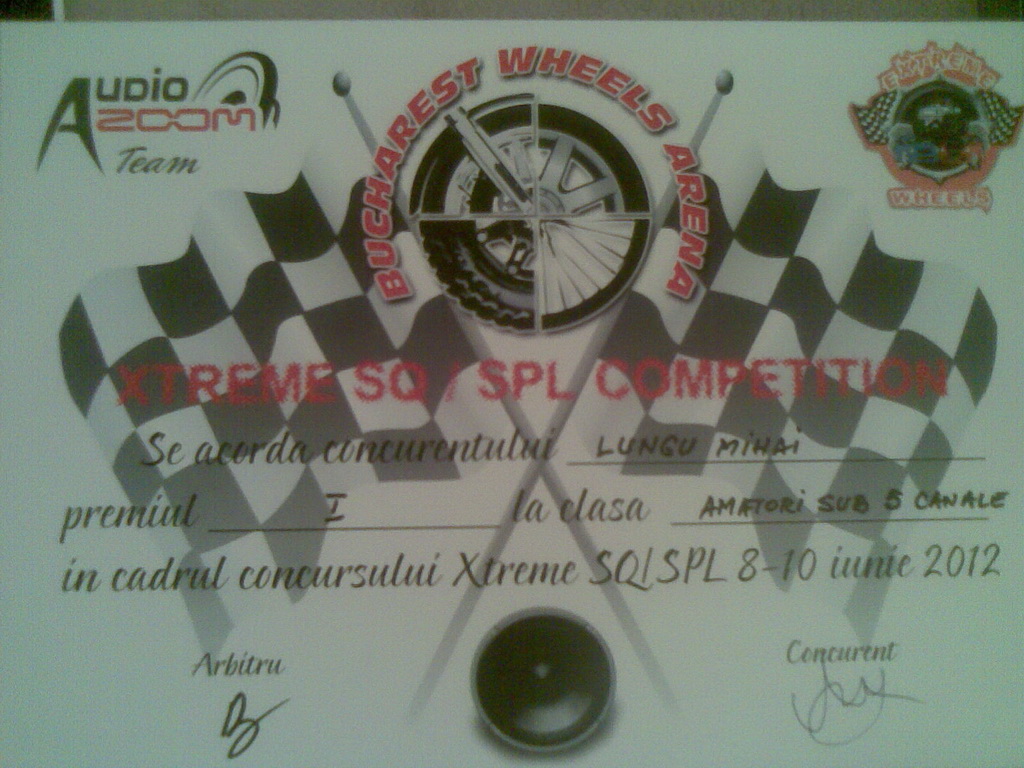 AUDIO
ZOOM
Team
BUCHAREST WHEELS ARENA
EXTREME
WHEELS
XTREME SQ / SPL COMPETITION
Se acorda concurentului LUNGU MIHAI
premiul I la clasa AMATORI SUB 5 CANALE
in cadrul concursului Xtreme SQ/SPL 8-10 iunie 2012
Arbitru
Concurent